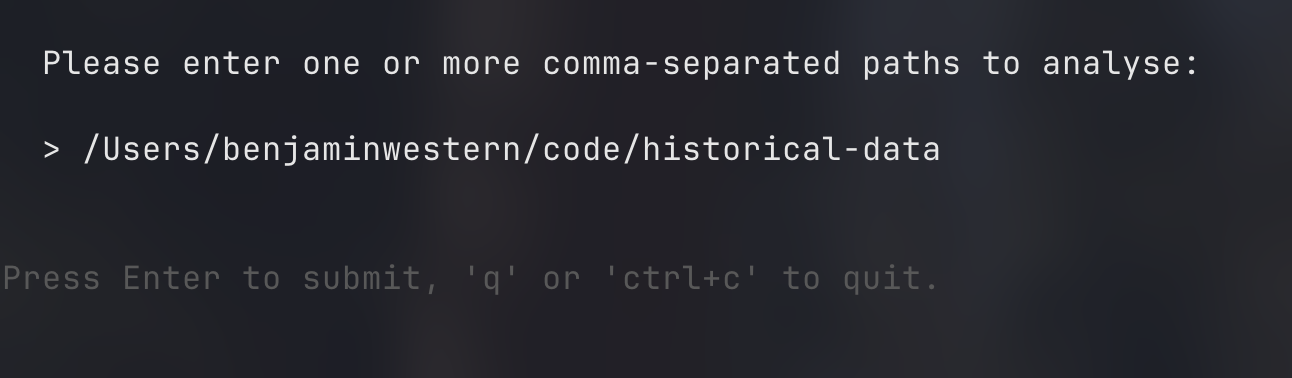 Please enter one or more comma-separated paths to analyse:
> /Users/benjaminwestern/code/historical-data
Press Enter to submit, 'q' or 'ctrl+c' to quit.